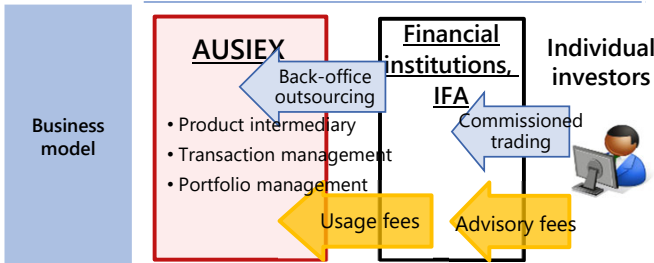 Business
model
AUSIEX
• Product intermediary
• Transaction management
• Portfolio management
Back-office
outsourcing
Usage fees
Financial
institutions,
IFA
Commissioned
trading
Advisory fees
Individual
investors